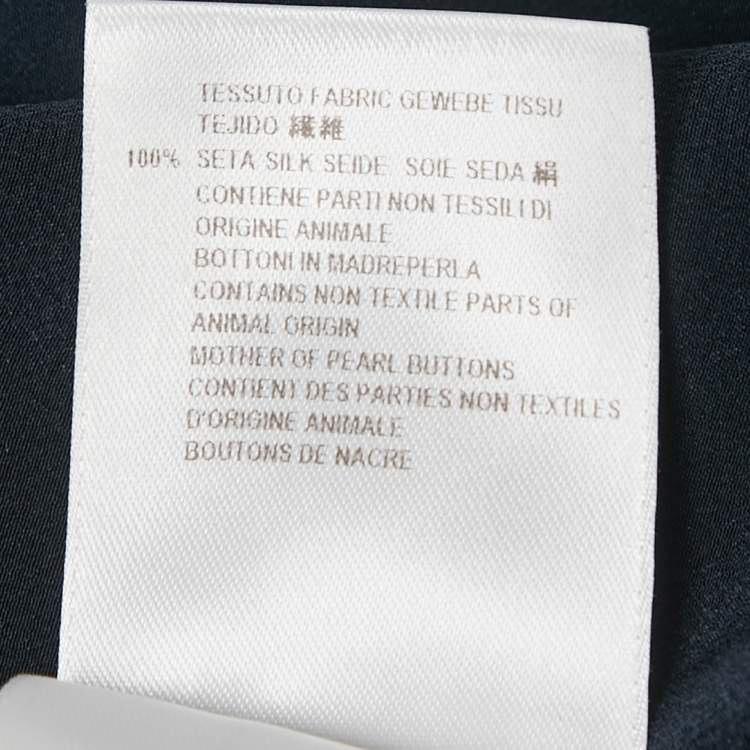 TESSUTO FABRIC GEWEBE TISSU
TEJIDO 繊維
100% SETA SILK SEIDE SOIE SEDA 絹
CONTIENE PARTI NON TESSILI DI
ORIGINE ANIMALE
BOTTONI IN MADREPERLA
CONTAINS NON TEXTILE PARTS OF
ANIMAL ORIGIN
MOTHER OF PEARL BUTTONS
CONTIENT DES PARTIES NON TEXTILES
D'ORIGINE ANIMALE
BOUTONS DE NACRE